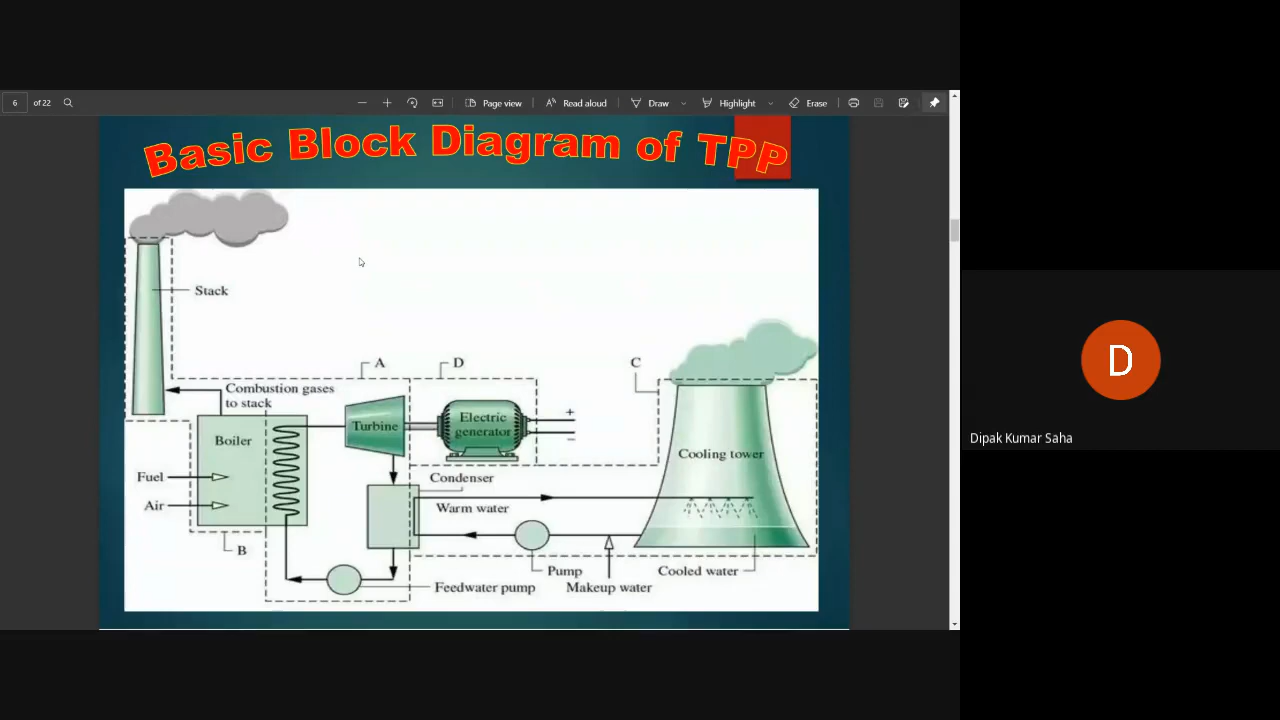 6 of 22
Page view
Read aloud
Draw
Highlight
Erase
Basic Block Diagram of TPP
Stack
A
D
C
Combustion gases
to stack
Turbine
Electric
generator
+
−
Boiler
Cooling tower
Fuel
Condenser
Air
Warm water
B
Pump
Cooled water
Feedwater pump
Makeup water
D
Dipak Kumar Saha